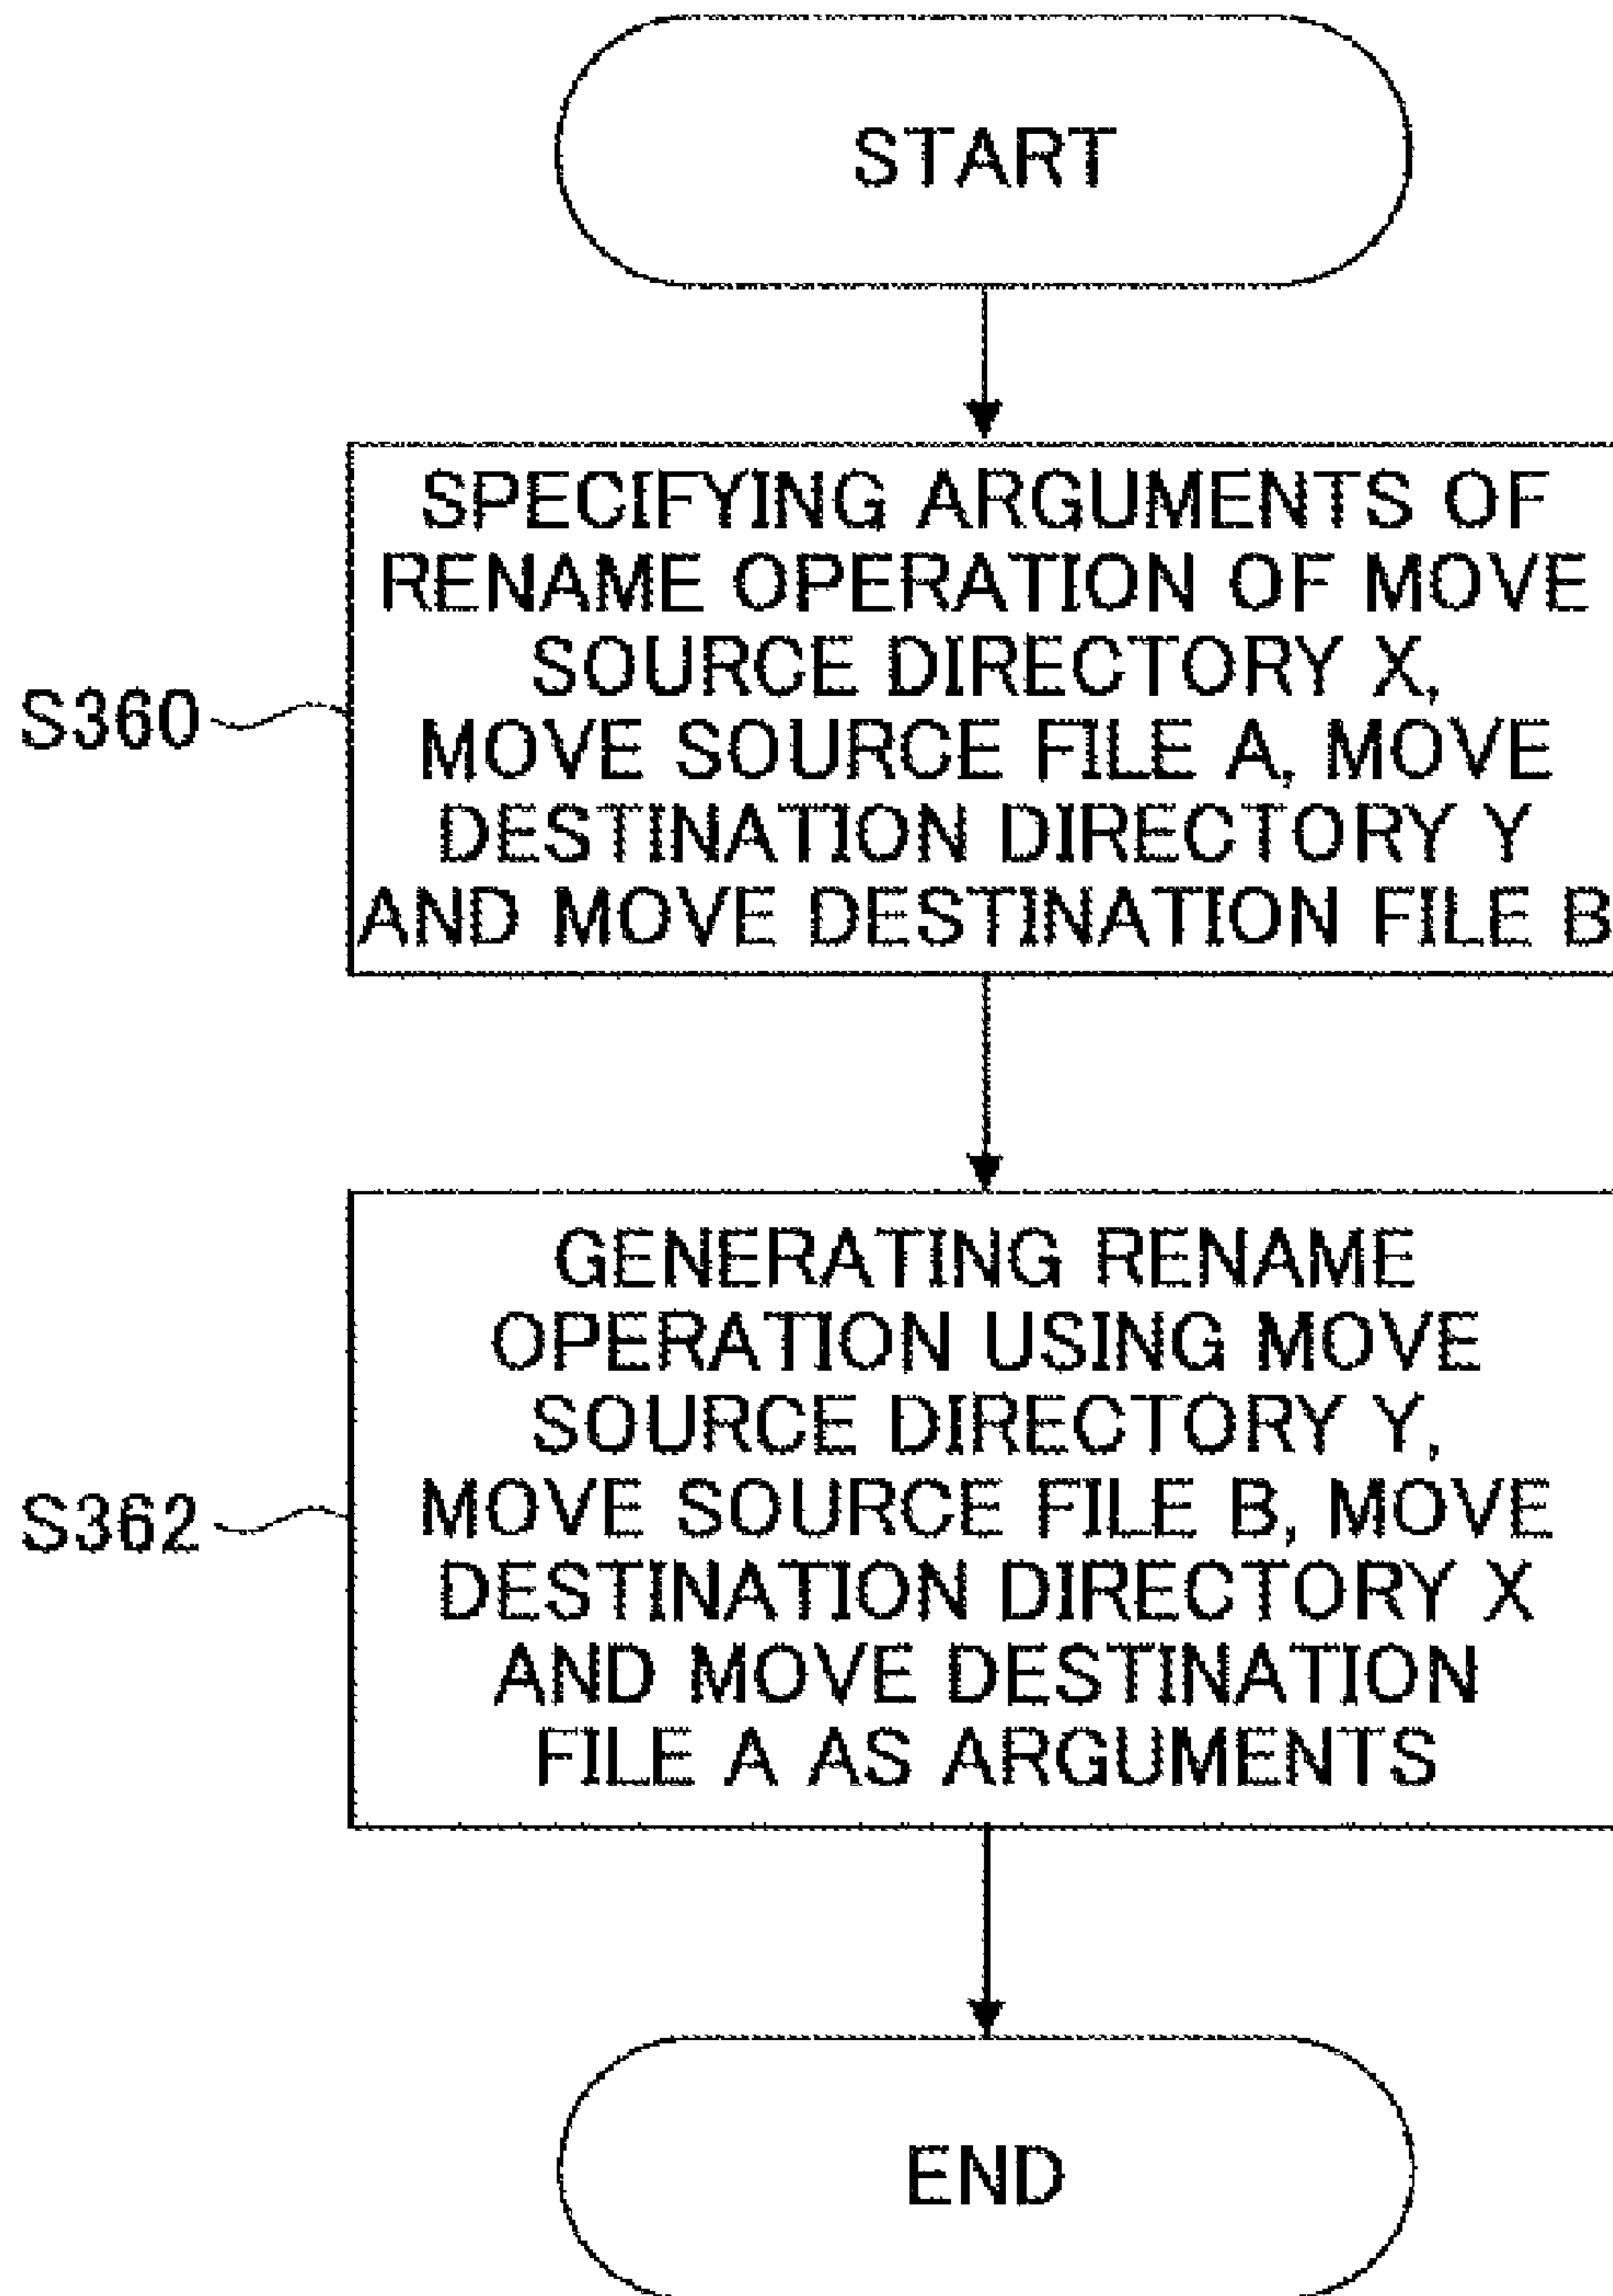 START
SPECIFYING ARGUMENTS OF
RENAME OPERATION OF MOVE
SOURCE DIRECTORY X,
MOVE SOURCE FILE A, MOVE
DESTINATION DIRECTORY Y
AND MOVE DESTINATION FILE B
S360
GENERATING RENAME
OPERATION USING MOVE
SOURCE DIRECTORY Y,
MOVE SOURCE FILE B, MOVE
DESTINATION DIRECTORY X
AND MOVE DESTINATION
FILE A AS ARGUMENTS
S362
END